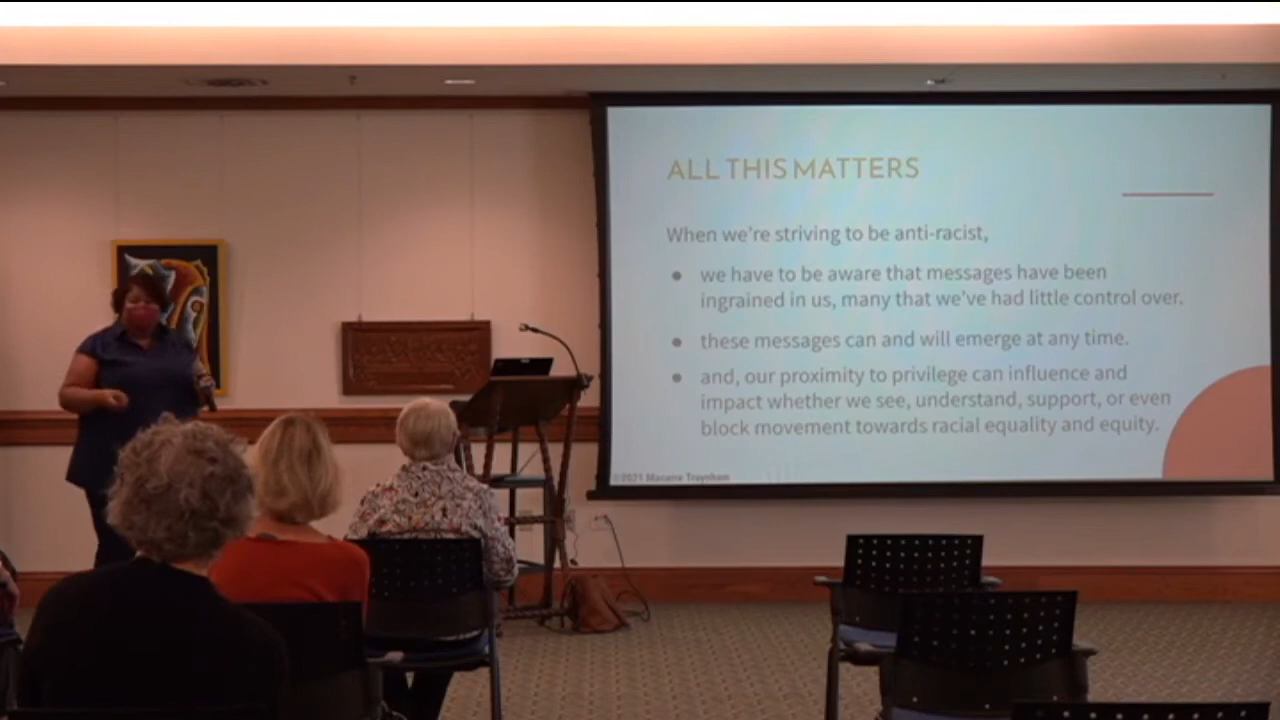 ALL THIS MATTERS
When we're striving to be anti-racist,
● we have to be aware that messages have been
ingrained in us, many that we've had little control over.
● these messages can and will emerge at any time.
● and, our proximity to privilege can influence and
impact whether we see, understand, support, or even
block movement towards racial equality and equity.
©2021 Traynham